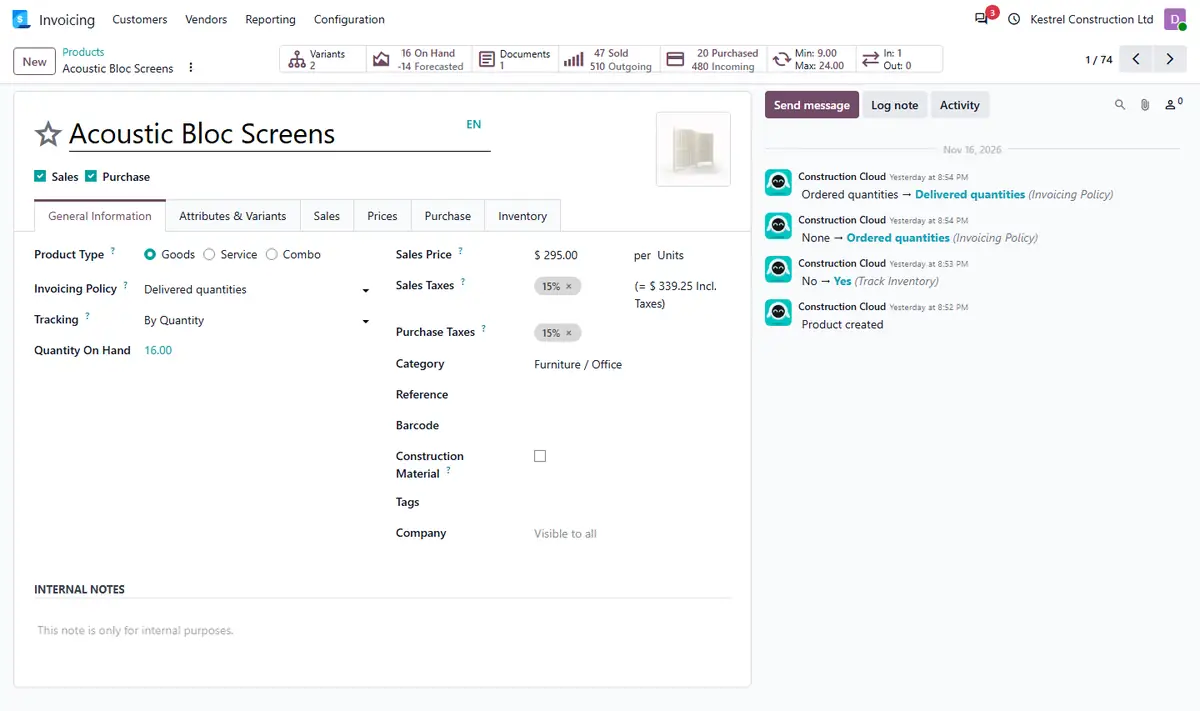 Invoicing Customers Vendors Reporting Configuration 3 Kestrel Construction Ltd D
New Products
Acoustic Bloc Screens
Variants
2
16 On Hand
-14 Forecasted
Documents
1
47 Sold
510 Outgoing
20 Purchased
480 Incoming
Min: 9.00
Max: 24.00
In: 1
Out: 0
1 / 74
Acoustic Bloc Screens EN
Sales Purchase
General Information Attributes & Variants Sales Prices Purchase Inventory
Product Type ? Goods Service Combo
Invoicing Policy ? Delivered quantities
Tracking ? By Quantity
Quantity On Hand 16.00
Sales Price ? $ 295.00 per Units
Sales Taxes ? 15% × (= $ 339.25 Incl.
Taxes)
Purchase Taxes ? 15% ×
Category Furniture / Office
Reference
Barcode
Construction
Material ?
Tags
Company Visible to all
INTERNAL NOTES
This note is only for internal purposes.
Send message Log note Activity 0
Nov 16, 2026
Construction Cloud Yesterday at 8:54 PM
Ordered quantities → Delivered quantities (Invoicing Policy)
Construction Cloud Yesterday at 8:54 PM
None → Ordered quantities (Invoicing Policy)
Construction Cloud Yesterday at 8:53 PM
No → Yes (Track Inventory)
Construction Cloud Yesterday at 8:52 PM
Product created